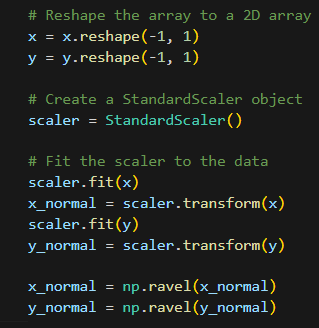 # Reshape the array to a 2D array
x = x.reshape(-1, 1)
y = y.reshape(-1, 1)
# Create a StandardScaler object
scaler = StandardScaler()
# Fit the scaler to the data
scaler.fit(x)
x_normal = scaler.transform(x)
scaler.fit(y)
y_normal = scaler.transform(y)
x_normal = np.ravel(x_normal)
y_normal = np.ravel(y_normal)